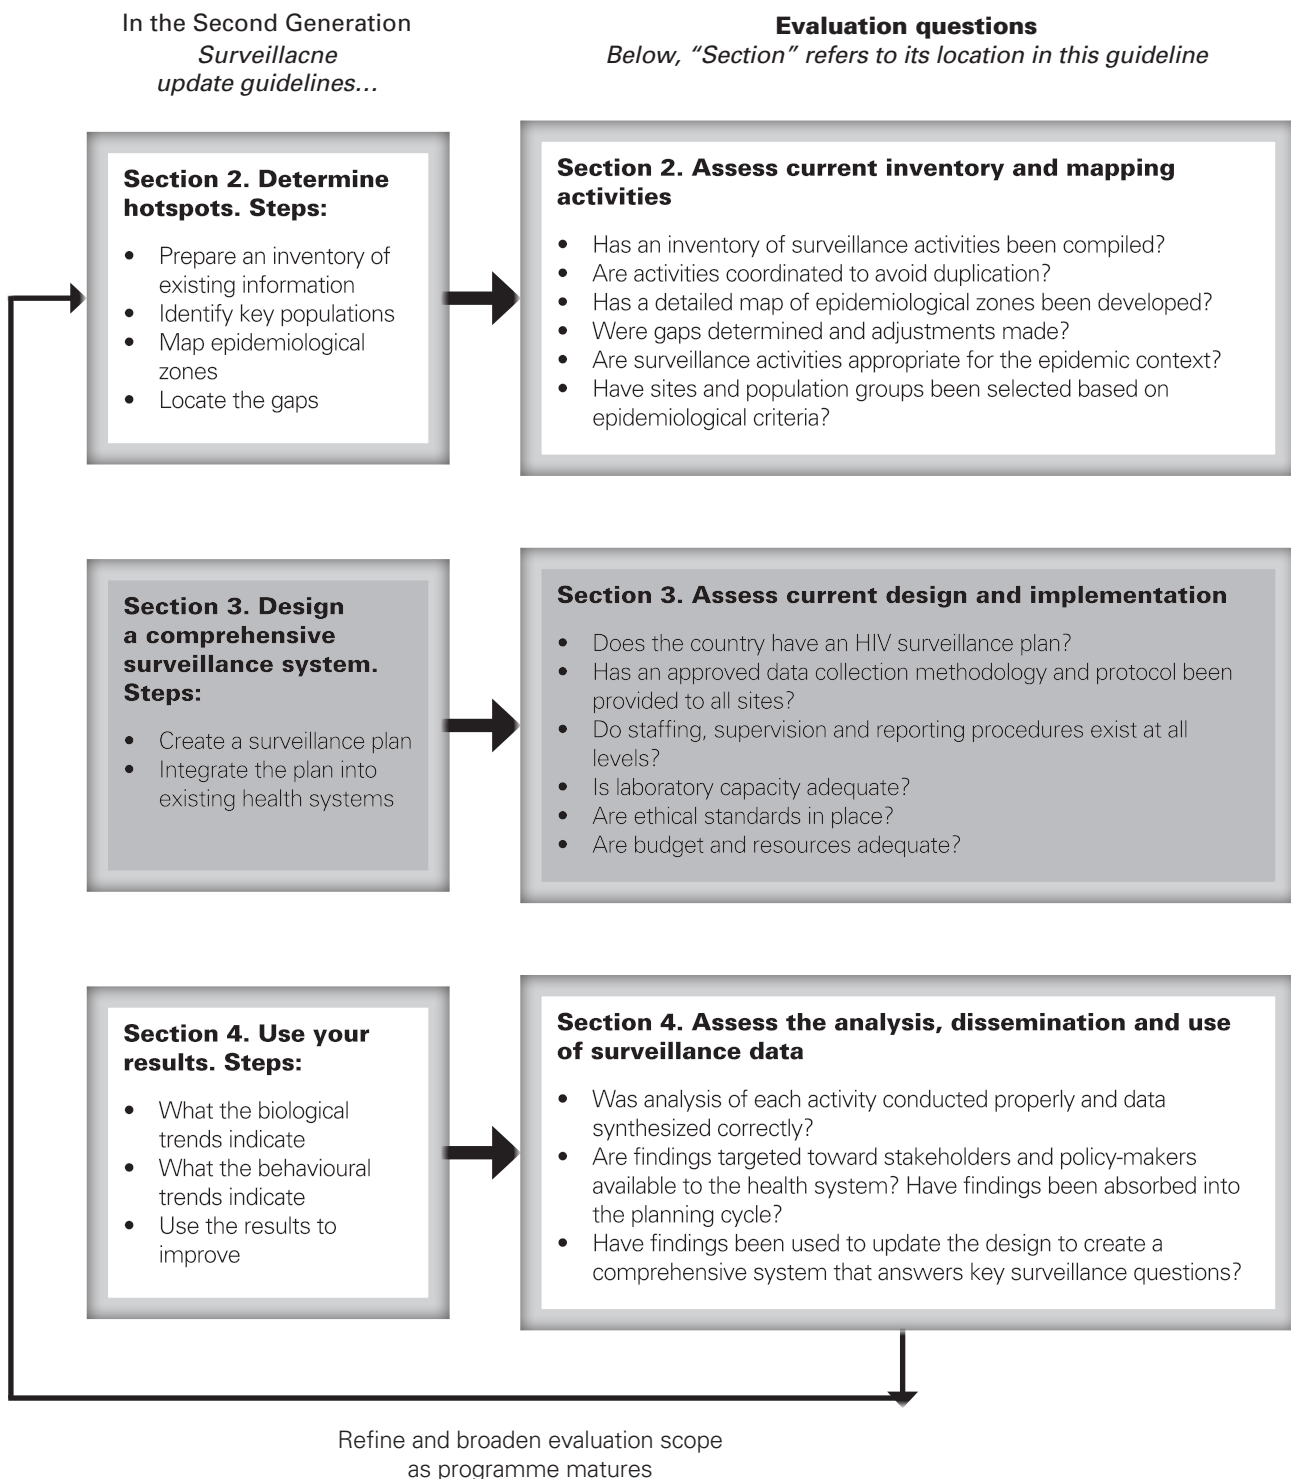 In the Second Generation
Surveillacne
update guidelines…
Evaluation questions
Below, “Section” refers to its location in this guideline
Section 2. Determine
hotspots. Steps:
• Prepare an inventory of
existing information
• Identify key populations
• Map epidemiological
zones
• Locate the gaps
Section 2. Assess current inventory and mapping
activities
• Has an inventory of surveillance activities been compiled?
• Are activities coordinated to avoid duplication?
• Has a detailed map of epidemiological zones been developed?
• Were gaps determined and adjustments made?
• Are surveillance activities appropriate for the epidemic context?
• Have sites and population groups been selected based on
epidemiological criteria?
Section 3. Design
a comprehensive
surveillance system.
Steps:
• Create a surveillance plan
• Integrate the plan into
existing health systems
Section 3. Assess current design and implementation
• Does the country have an HIV surveillance plan?
• Has an approved data collection methodology and protocol been
provided to all sites?
• Do staffing, supervision and reporting procedures exist at all
levels?
• Is laboratory capacity adequate?
• Are ethical standards in place?
• Are budget and resources adequate?
Section 4. Use your
results. Steps:
• What the biological
trends indicate
• What the behavioural
trends indicate
• Use the results to
improve
Section 4. Assess the analysis, dissemination and use
of surveillance data
• Was analysis of each activity conducted properly and data
synthesized correctly?
• Are findings targeted toward stakeholders and policy-makers
available to the health system? Have findings been absorbed into
the planning cycle?
• Have findings been used to update the design to create a
comprehensive system that answers key surveillance questions?
Refine and broaden evaluation scope
as programme matures